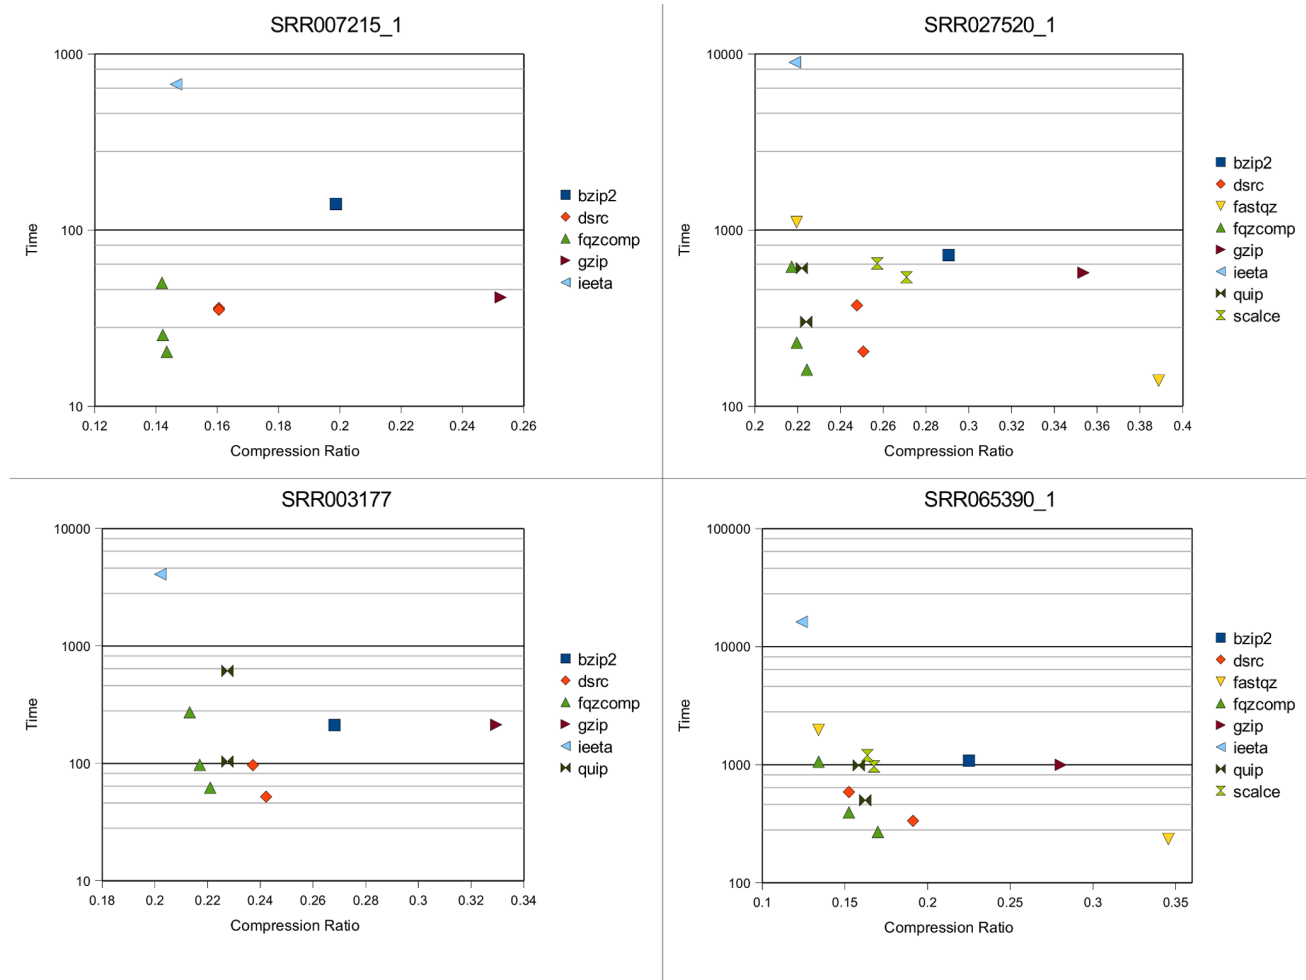 SRR007215_1
1000
100
10
Time
0.12 0.14 0.16 0.18 0.2 0.22 0.24 0.26
Compression Ratio
bzip2
dsrc
fqzcomp
gzip
ieeta
SRR027520_1
10000
1000
100
Time
0.2 0.22 0.24 0.26 0.28 0.3 0.32 0.34 0.36 0.38 0.4
Compression Ratio
bzip2
dsrc
fastqz
fqzcomp
gzip
ieeta
quip
scalce
SRR003177
10000
1000
100
10
Time
0.18 0.2 0.22 0.24 0.26 0.28 0.3 0.32 0.34
Compression Ratio
bzip2
dsrc
fqzcomp
gzip
ieeta
quip
SRR065390_1
100000
10000
1000
100
Time
0.1 0.15 0.2 0.25 0.3 0.35
Compression Ratio
bzip2
dsrc
fastqz
fqzcomp
gzip
ieeta
quip
scalce